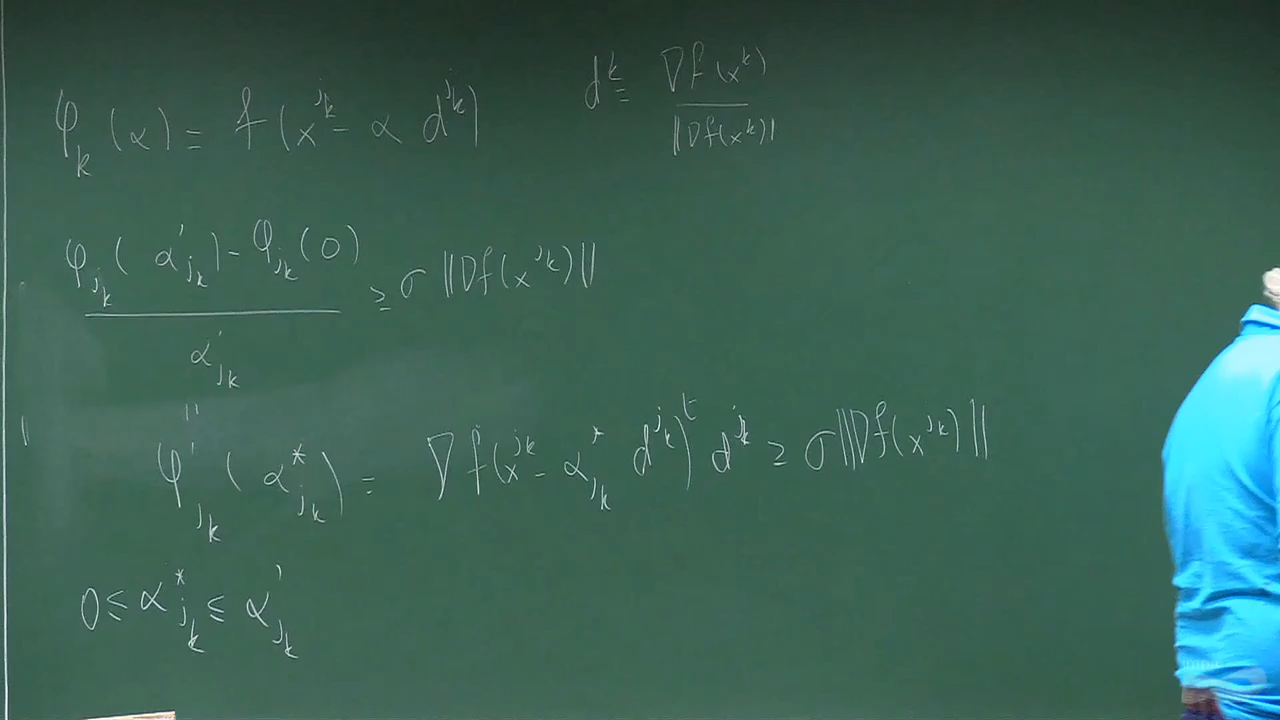 φ_k(α) = f(x^{j_k} - α d^{j_k})    d^k = ∇f(x^k) / ‖∇f(x^k)‖
(φ_{j_k}(α'_{j_k}) - φ_{j_k}(0)) / α'_{j_k} ≥ σ ‖∇f(x^{j_k})‖
"
φ'_{j_k}(α^*_{j_k}) = ∇f(x^{j_k} - α^*_{j_k} d^{j_k})^t d^{j_k} ≥ σ‖∇f(x^{j_k})‖
0 ≤ α^*_{j_k} ≤ α'_{j_k}